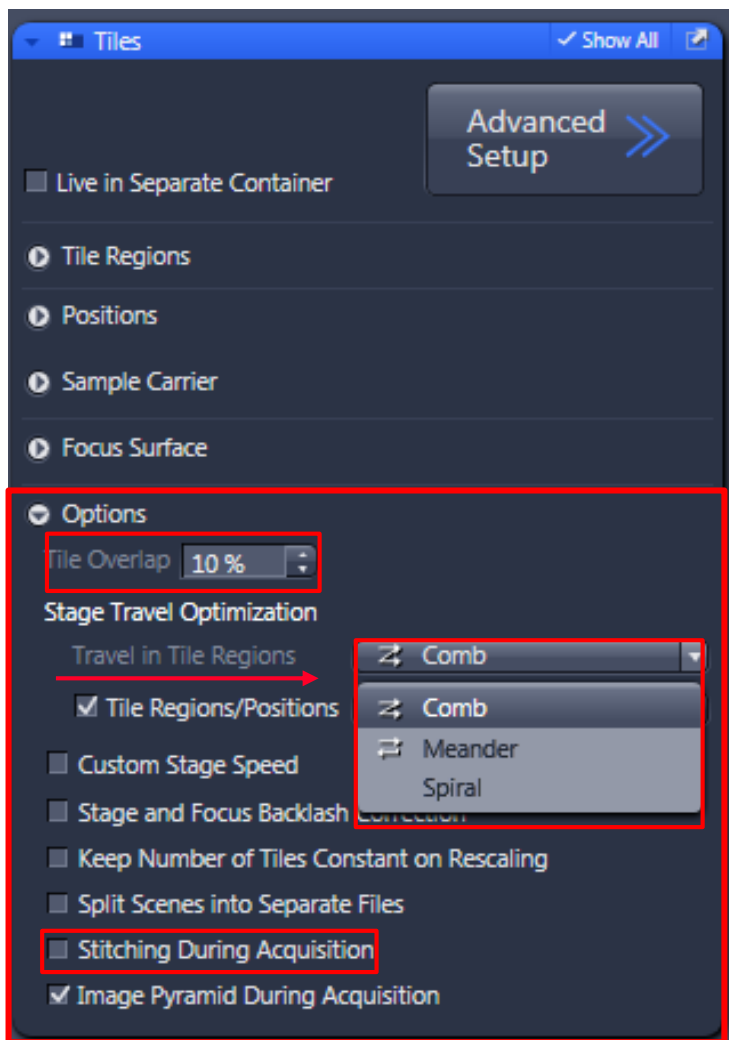 Tiles
Show All
Advanced
Setup
Live in Separate Container
Tile Regions
Positions
Sample Carrier
Focus Surface
Options
Tile Overlap 10 %
Stage Travel Optimization
Travel in Tile Regions Comb
Tile Regions/Positions Comb
Meander
Custom Stage Speed
Spiral
Stage and Focus Backlash Correction
Keep Number of Tiles Constant on Rescaling
Split Scenes into Separate Files
Stitching During Acquisition
Image Pyramid During Acquisition